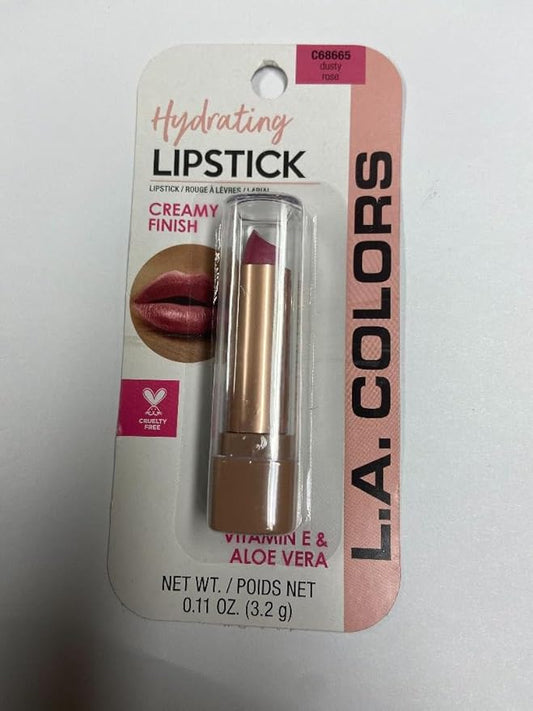 C68665
dusty
rose
Hydrating
LIPSTICK
LIPSTICK / ROUGE À LÈVRES / LABIAL
CREAMY
FINISH
CRUELTY
FREE
VITAMIN E &
ALOE VERA
NET WT. / POIDS NET
0.11 OZ. (3.2 g)
L.A. COLORS